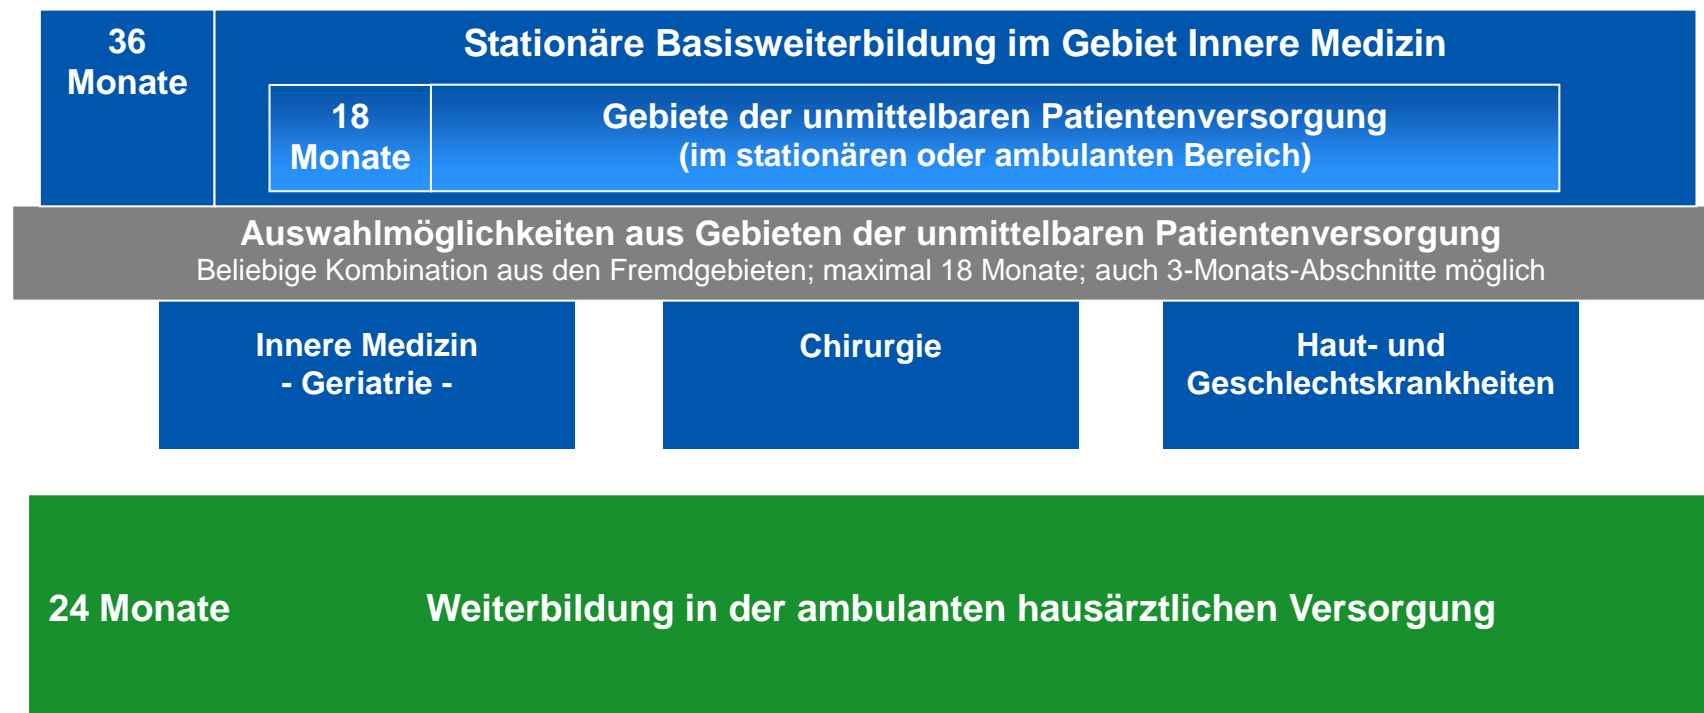 36
Monate
Stationäre Basisweiterbildung im Gebiet Innere Medizin
18
Monate
Gebiete der unmittelbaren Patientenversorgung
(im stationären oder ambulanten Bereich)
Auswahlmöglichkeiten aus Gebieten der unmittelbaren Patientenversorgung
Beliebige Kombination aus den Fremdgebieten; maximal 18 Monate; auch 3-Monats-Abschnitte möglich
Innere Medizin
- Geriatrie -
Chirurgie
Haut- und
Geschlechtskrankheiten
24 Monate
Weiterbildung in der ambulanten hausärztlichen Versorgung